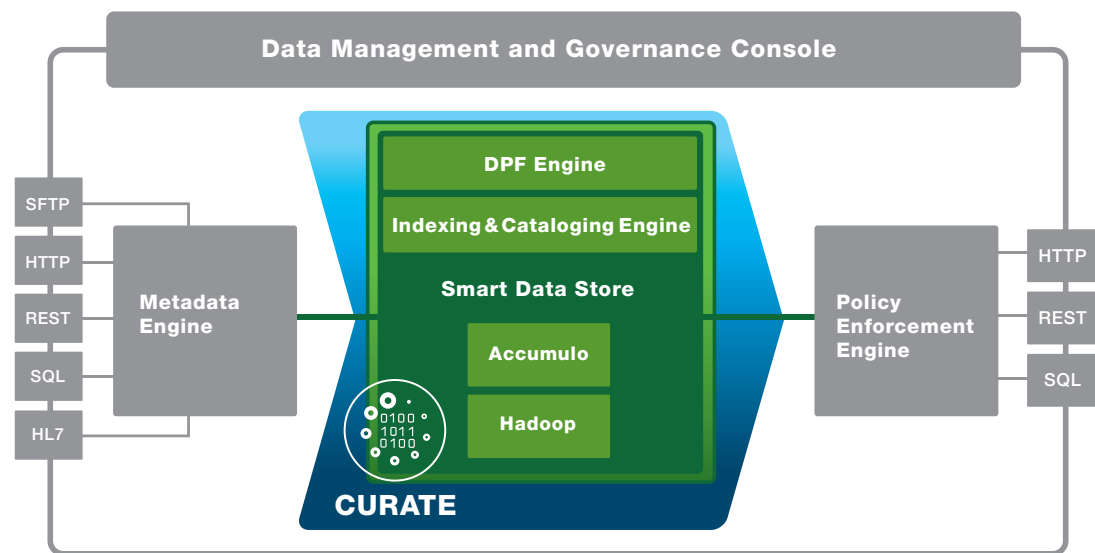 Data Management and Governance Console
SFTP
HTTP
REST
SQL
HL7
Metadata
Engine
DPF Engine
Indexing & Cataloging Engine
Smart Data Store
Accumulo
Hadoop
0100
1011
0100
CURATE
Policy
Enforcement
Engine
HTTP
REST
SQL